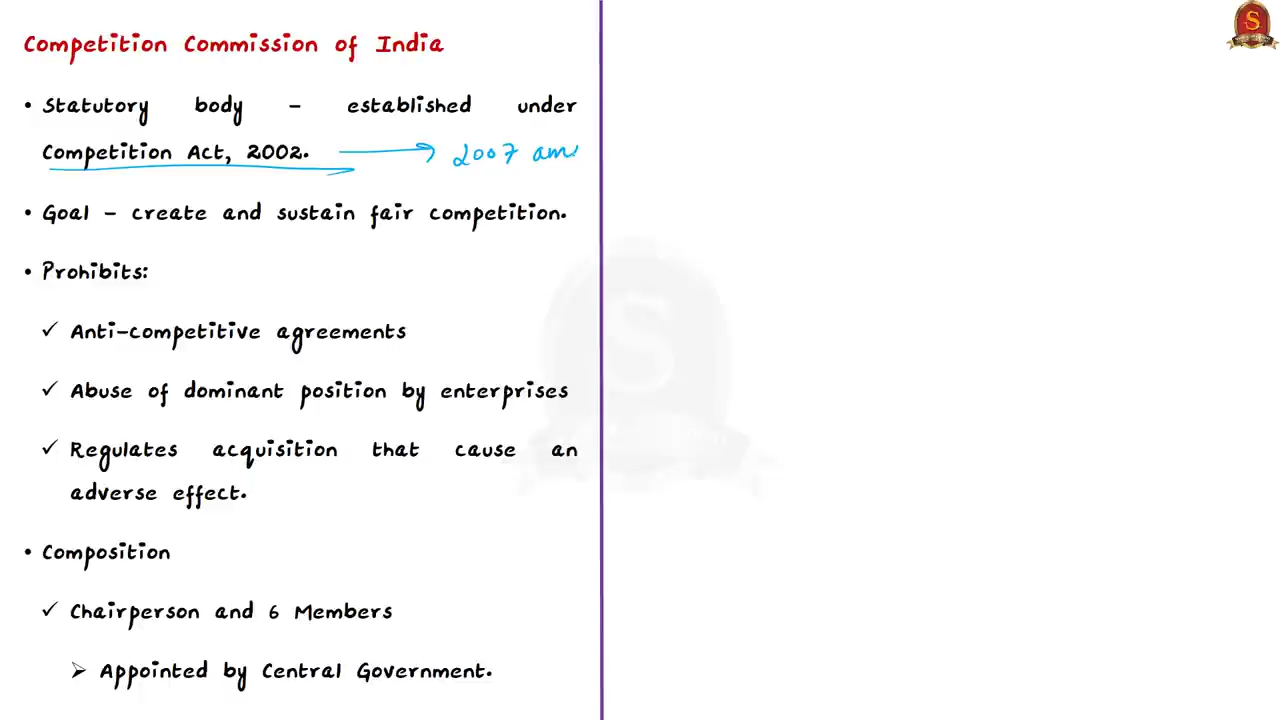 Competition Commission of India
• Statutory body – established under
Competition Act, 2002. → 2007 am
• Goal – create and sustain fair competition.
• Prohibits:
✓ Anti-competitive agreements
✓ Abuse of dominant position by enterprises
✓ Regulates acquisition that cause an
adverse effect.
• Composition
✓ Chairperson and 6 Members
➢ Appointed by Central Government.
S
S